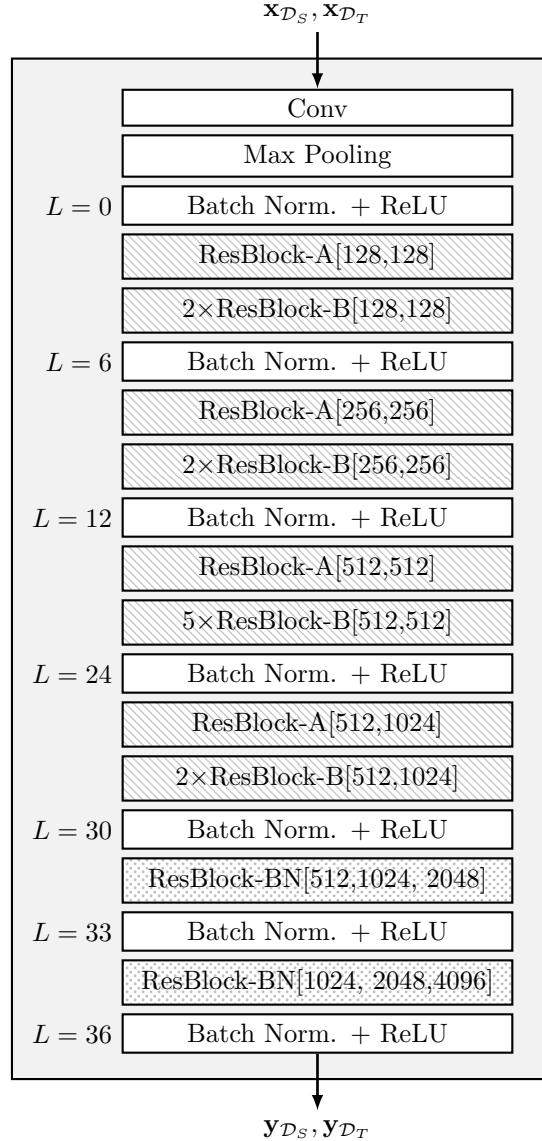 x_{D_S}, x_{D_T}
Conv
Max Pooling
L = 0 Batch Norm. + ReLU
ResBlock-A[128,128]
2×ResBlock-B[128,128]
L = 6 Batch Norm. + ReLU
ResBlock-A[256,256]
2×ResBlock-B[256,256]
L = 12 Batch Norm. + ReLU
ResBlock-A[512,512]
5×ResBlock-B[512,512]
L = 24 Batch Norm. + ReLU
ResBlock-A[512,1024]
2×ResBlock-B[512,1024]
L = 30 Batch Norm. + ReLU
ResBlock-BN[512,1024, 2048]
L = 33 Batch Norm. + ReLU
ResBlock-BN[1024, 2048,4096]
L = 36 Batch Norm. + ReLU
y_{D_S}, y_{D_T}